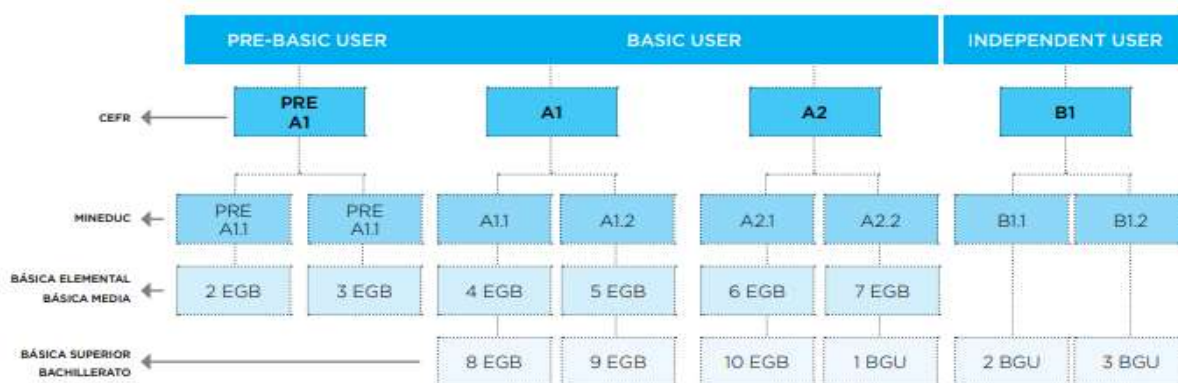 PRE-BASIC USER BASIC USER INDEPENDENT USER
CEFR PRE A1 A1 A2 B1
MINEDUC PRE A1.1 PRE A1.1 A1.1 A1.2 A2.1 A2.2 B1.1 B1.2
BÁSICA ELEMENTAL
BÁSICA MEDIA
2 EGB 3 EGB 4 EGB 5 EGB 6 EGB 7 EGB
BÁSICA SUPERIOR
BACHILLERATO
8 EGB 9 EGB 10 EGB 1 BGU 2 BGU 3 BGU